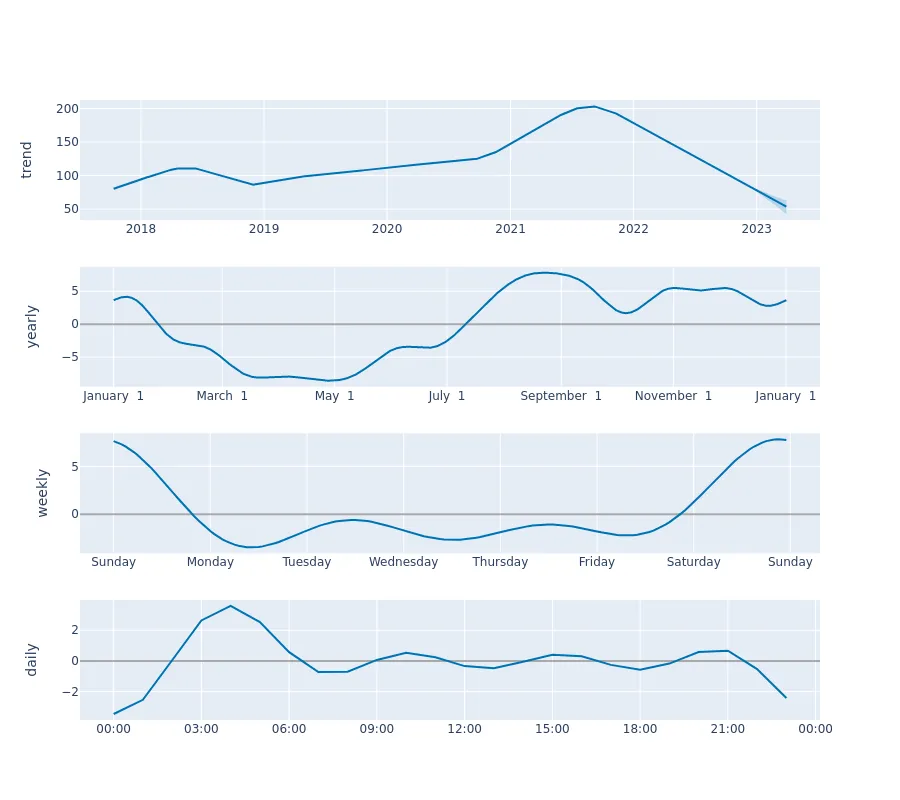 trend
200
150
100
50
2018 2019 2020 2021 2022 2023
yearly
5
0
−5
January 1 March 1 May 1 July 1 September 1 November 1 January 1
weekly
5
0
Sunday Monday Tuesday Wednesday Thursday Friday Saturday Sunday
daily
2
0
−2
00:00 03:00 06:00 09:00 12:00 15:00 18:00 21:00 00:00